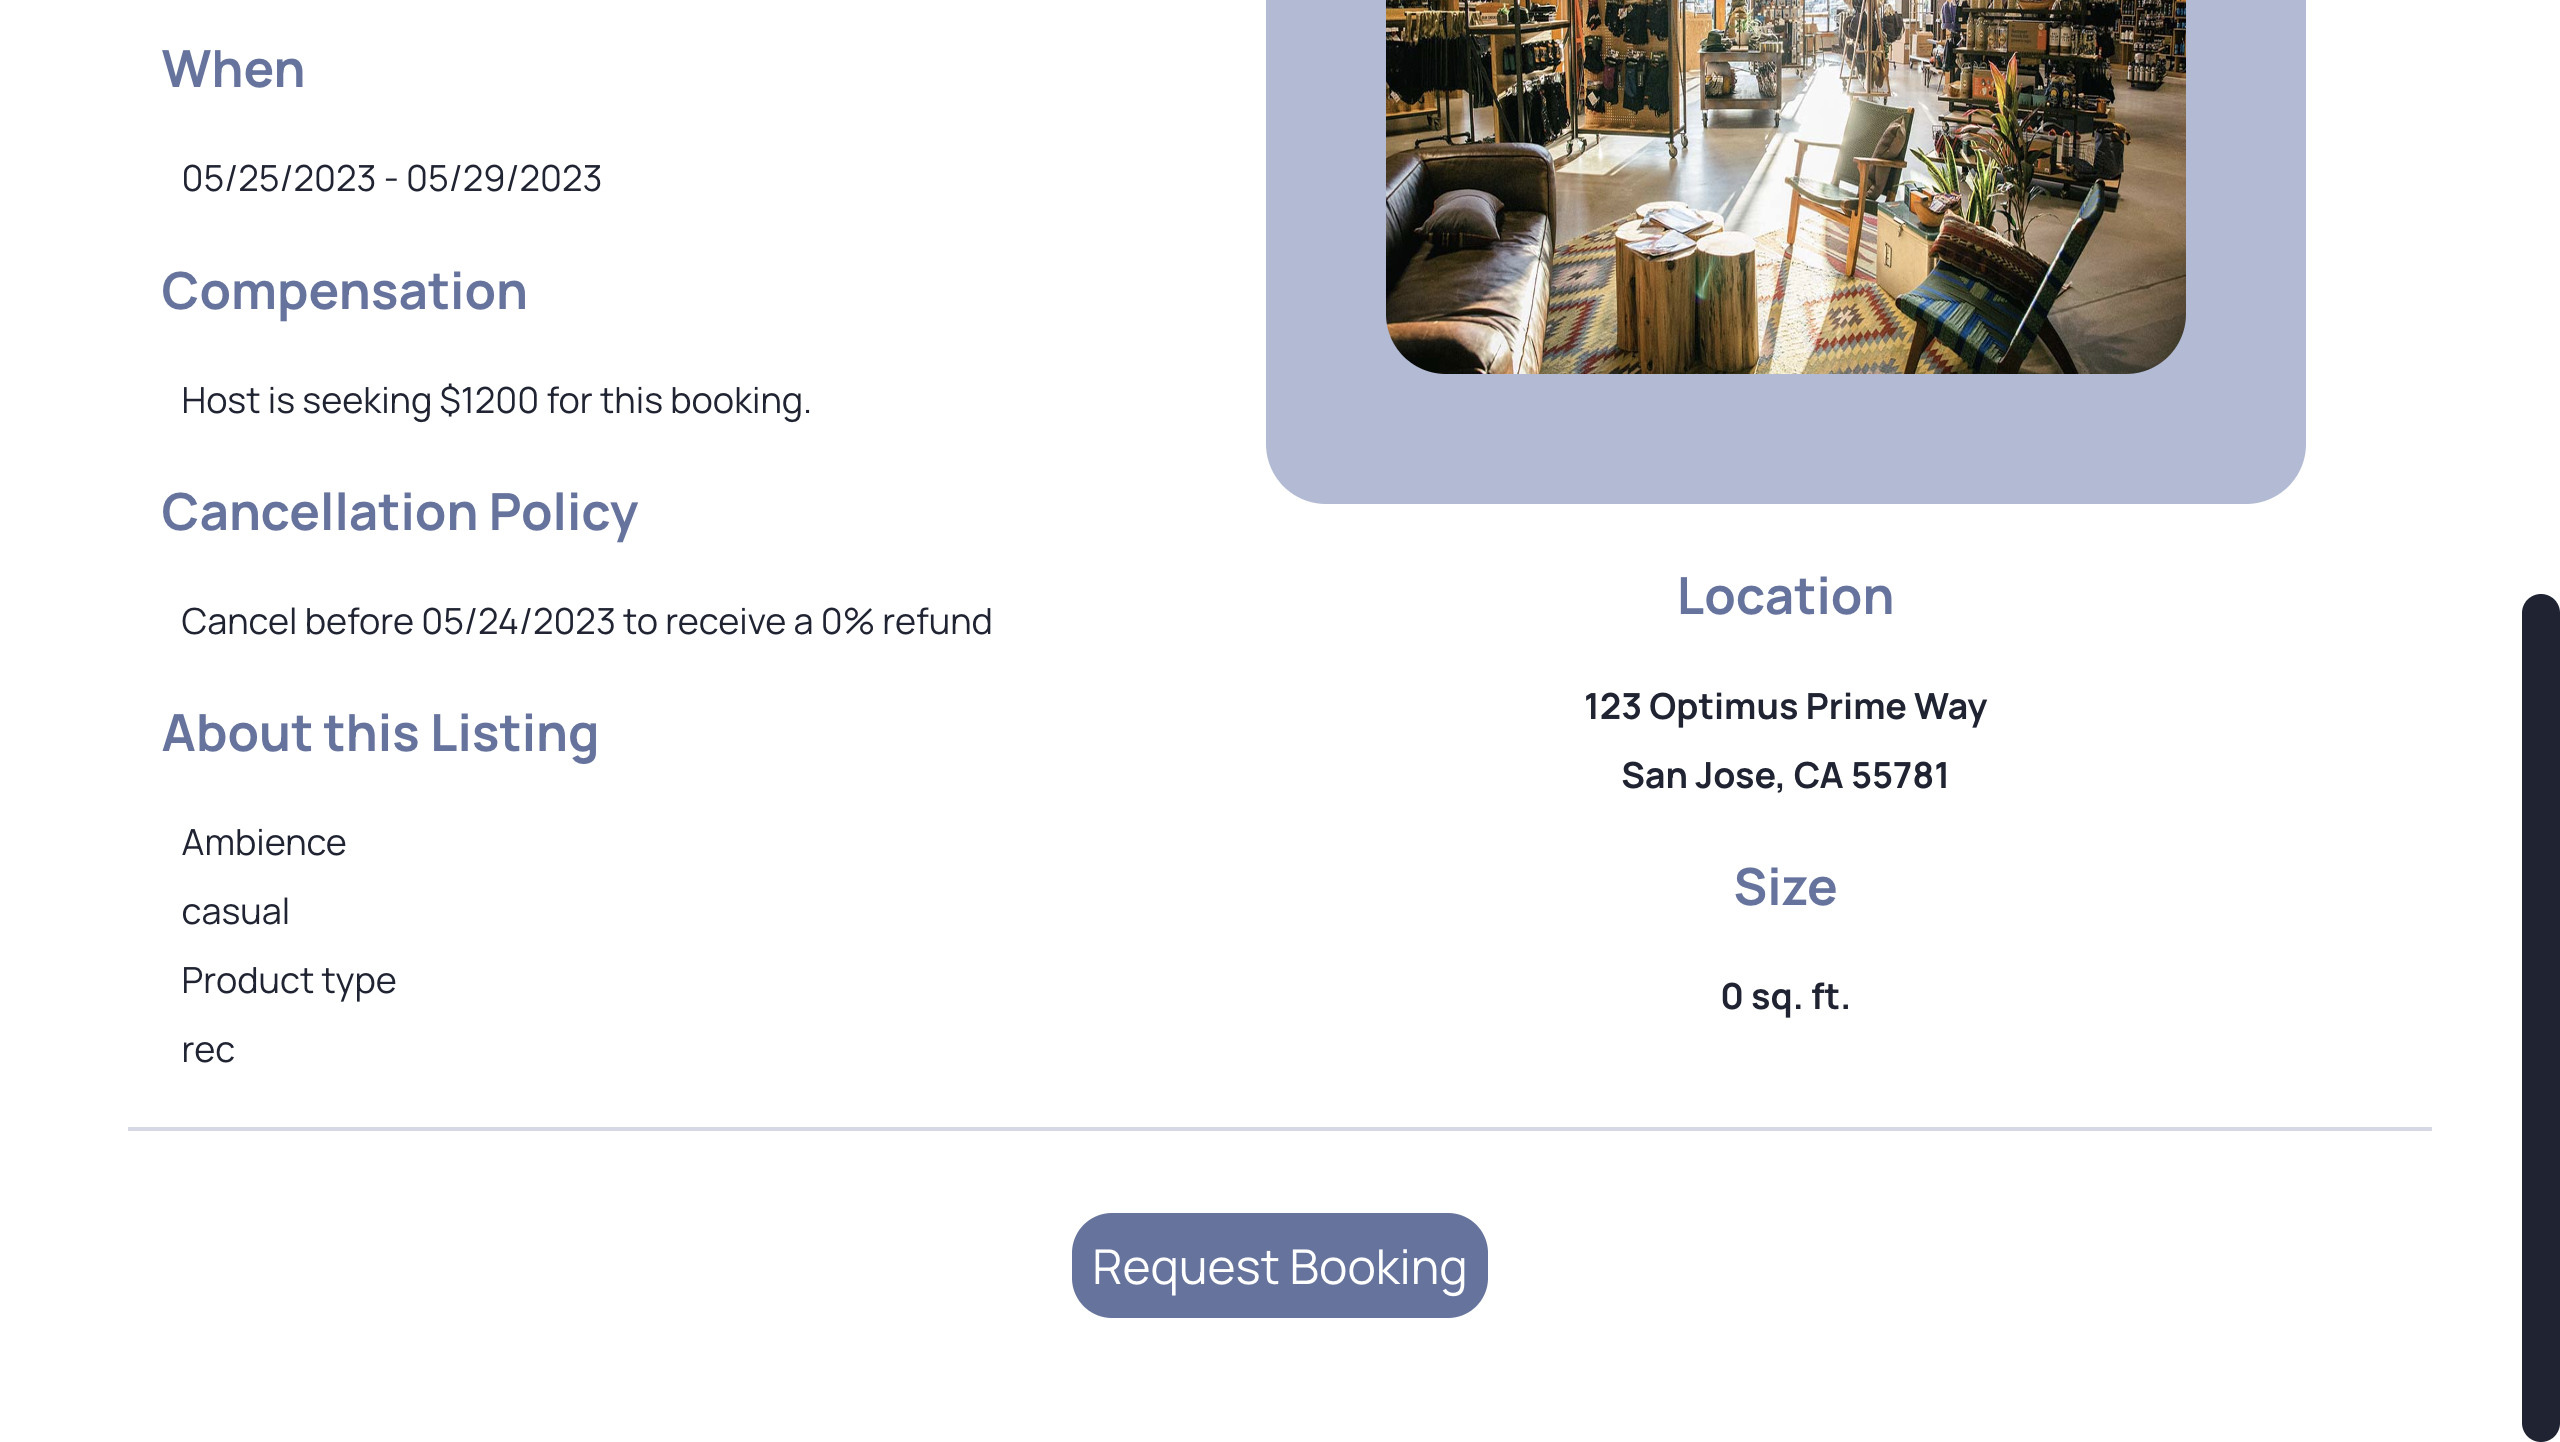 When
05/25/2023 - 05/29/2023
Compensation
Host is seeking $1200 for this booking.
Cancellation Policy
Cancel before 05/24/2023 to receive a 0% refund
About this Listing
Ambience
casual
Product type
rec
Location
123 Optimus Prime Way
San Jose, CA 55781
Size
0 sq. ft.
Request Booking